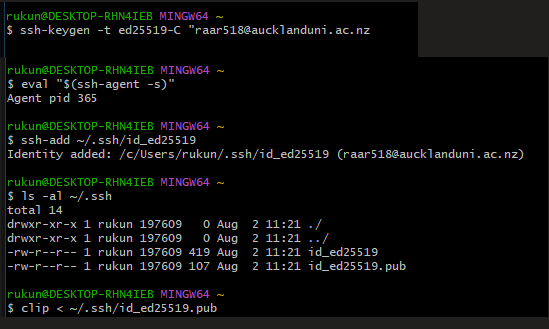 rukun@DESKTOP-RHN4IEB MINGW64 ~
$ ssh-keygen -t ed25519-C "raar518@aucklanduni.ac.nz
rukun@DESKTOP-RHN4IEB MINGW64 ~
$ eval "$(ssh-agent -s)"
Agent pid 365
rukun@DESKTOP-RHN4IEB MINGW64 ~
$ ssh-add ~/.ssh/id_ed25519
Identity added: /c/Users/rukun/.ssh/id_ed25519 (raar518@aucklanduni.ac.nz)
rukun@DESKTOP-RHN4IEB MINGW64 ~
$ ls -al ~/.ssh
total 14
drwxr-xr-x 1 rukun 197609   0 Aug  2 11:21 ./
drwxr-xr-x 1 rukun 197609   0 Aug  2 11:21 ../
-rw-r--r-- 1 rukun 197609 419 Aug  2 11:21 id_ed25519
-rw-r--r-- 1 rukun 197609 107 Aug  2 11:21 id_ed25519.pub
rukun@DESKTOP-RHN4IEB MINGW64 ~
$ clip < ~/.ssh/id_ed25519.pub